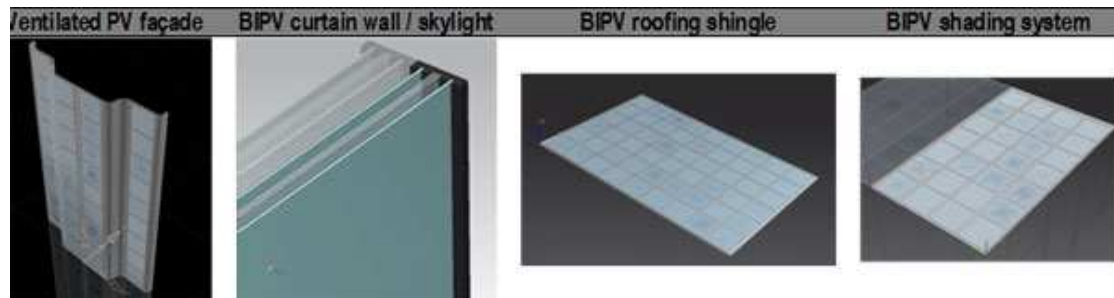 Ventilated PV façade
BIPV curtain wall / skylight
BIPV roofing shingle
BIPV shading system